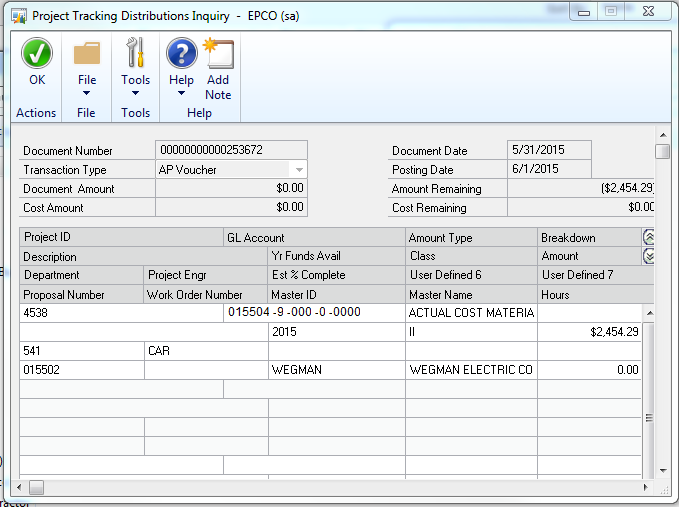 Project Tracking Distributions Inquiry - EPCO (sa)
OK File Tools Help Add Note
Actions File Tools Help
Document Number 00000000000253672 Document Date 5/31/2015
Transaction Type AP Voucher Posting Date 6/1/2015
Document Amount $0.00 Amount Remaining ($2,454.29)
Cost Amount $0.00 Cost Remaining $0.00
Project ID GL Account Amount Type Breakdown
Description Yr Funds Avail Class Amount
Department Project Engr Est % Complete User Defined 6 User Defined 7
Proposal Number Work Order Number Master ID Master Name Hours
4538 015504 -9 -000 -0 -0000 ACTUAL COST MATERIA
2015 II $2,454.29
541 CAR
015502 WEGMAN WEGMAN ELECTRIC CO 0.00